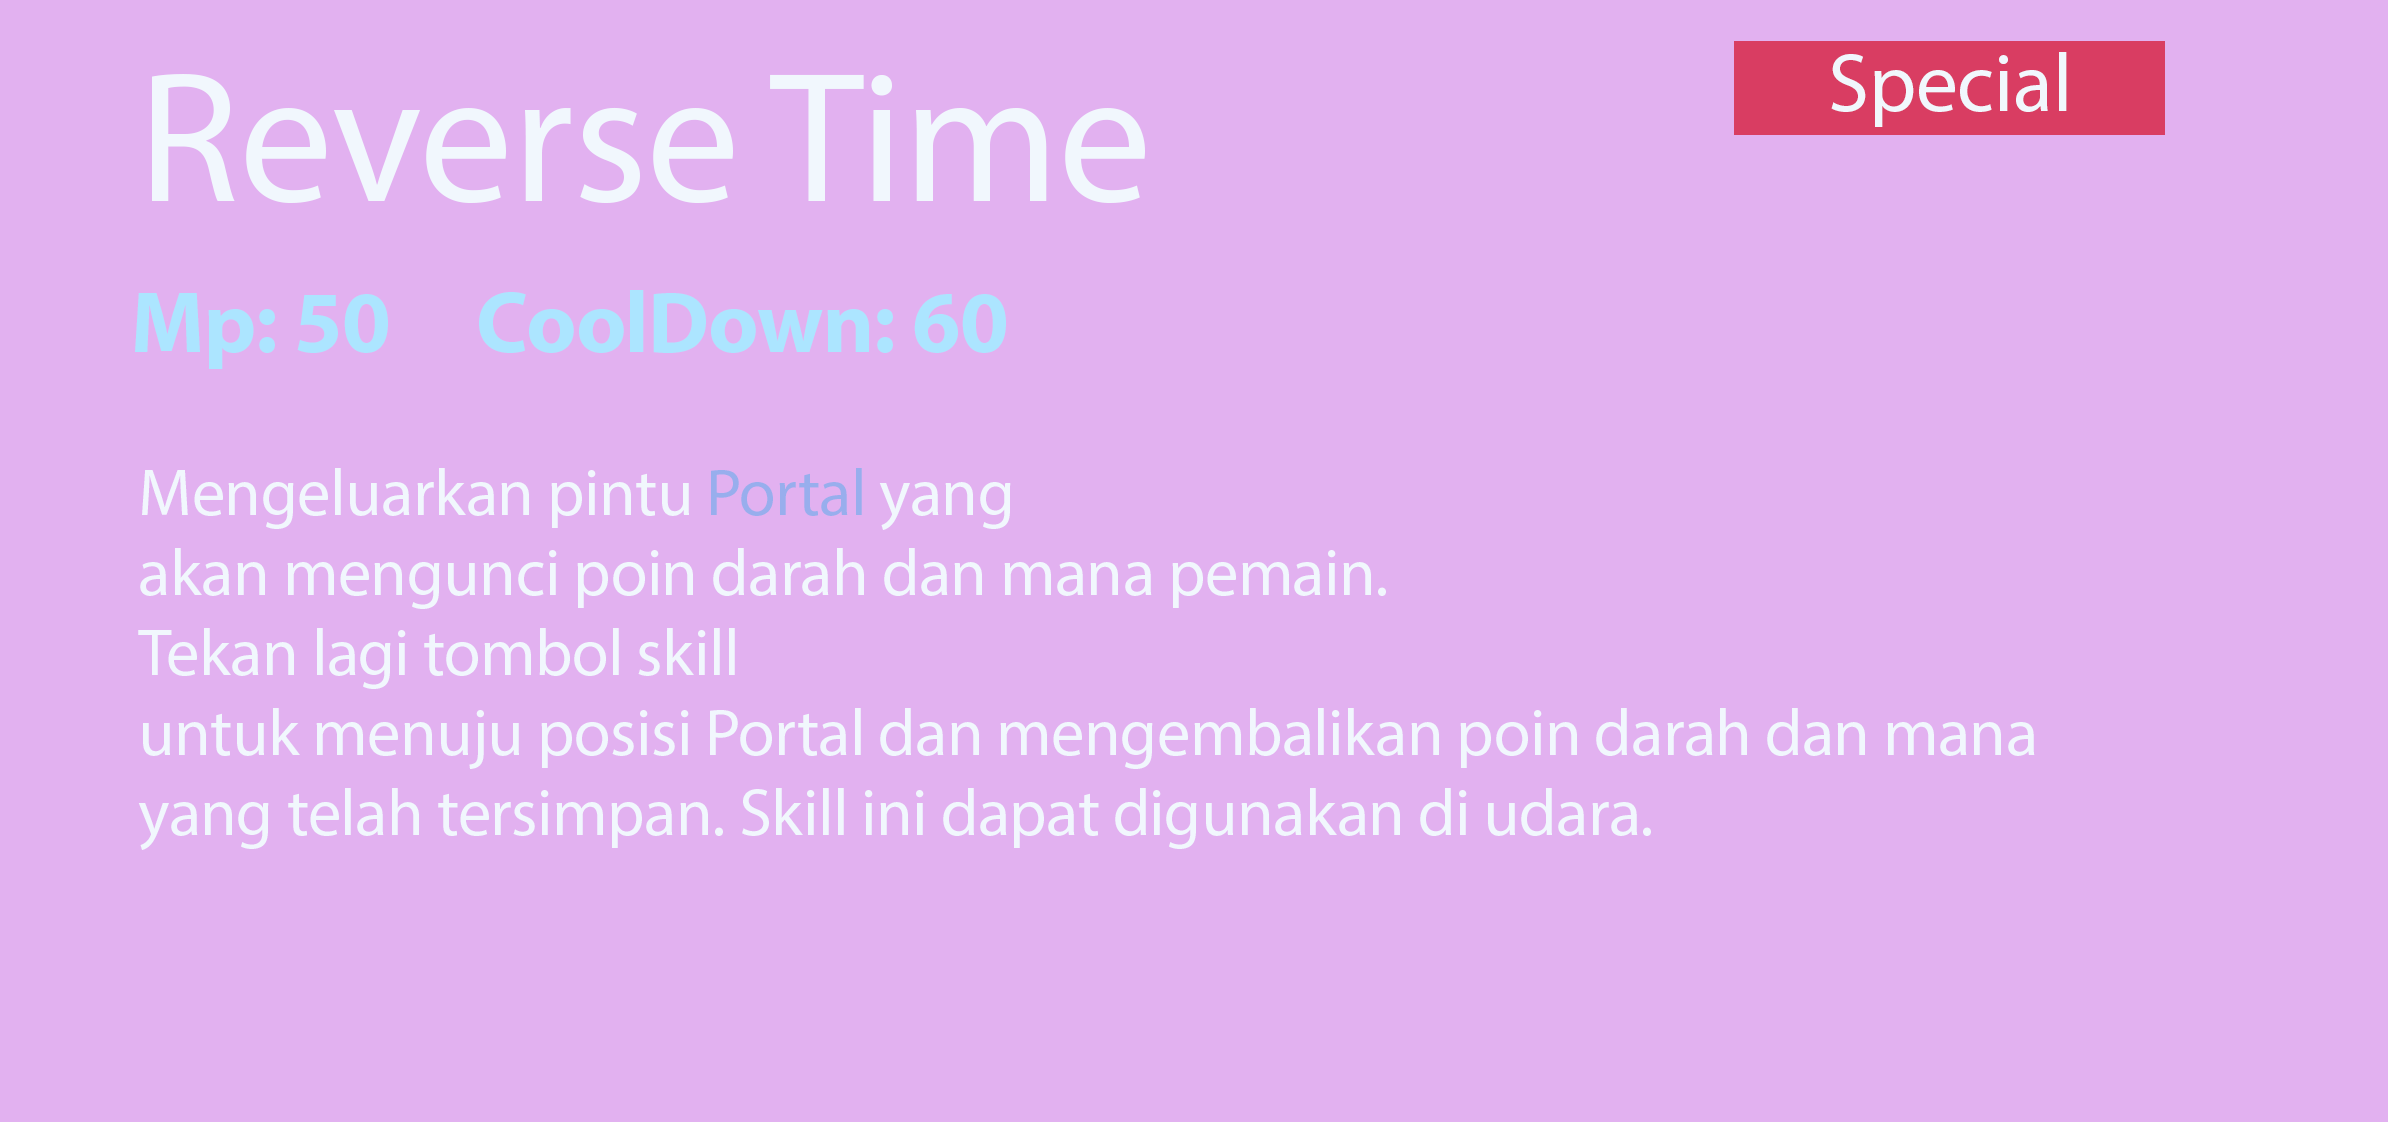 Reverse Time
Special
Mp: 50 CoolDown: 60
Mengeluarkan pintu Portal yang
akan mengunci poin darah dan mana pemain.
Tekan lagi tombol skill
untuk menuju posisi Portal dan mengembalikan poin darah dan mana
yang telah tersimpan. Skill ini dapat digunakan di udara.